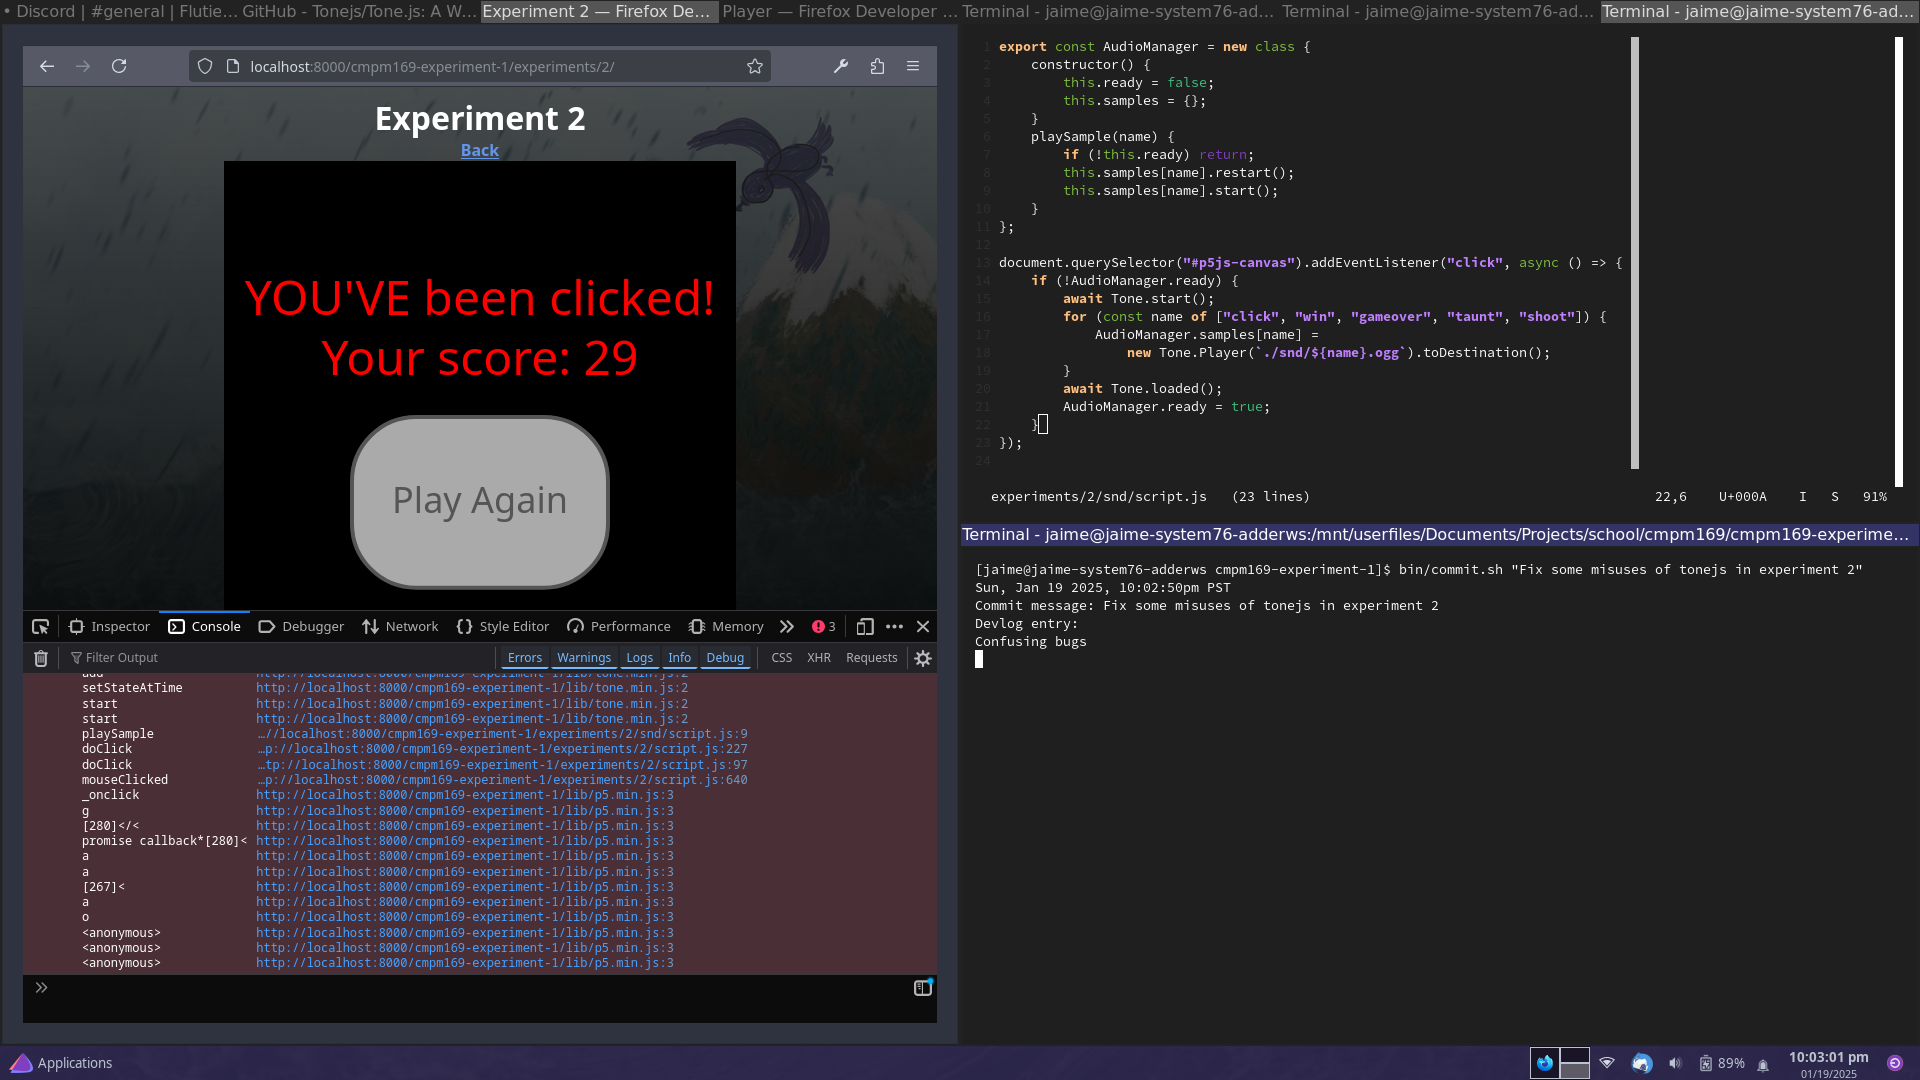 • Discord | #general | Flutie… GitHub - Tonejs/Tone.js: A W… Experiment 2 — Firefox De… Player — Firefox Developer … Terminal - jaime@jaime-system76-ad… Terminal - jaime@jaime-system76-ad… Terminal - jaime@jaime-system76-ad…
localhost:8000/cmpm169-experiment-1/experiments/2/
Experiment 2
Back
YOU'VE been clicked!
Your score: 29
Play Again
Inspector Console Debugger Network Style Editor Performance Memory 3
Filter Output Errors Warnings Logs Info Debug CSS XHR Requests
add http://localhost:8000/cmpm169-experiment-1/lib/tone.min.js:2
setStateAtTime http://localhost:8000/cmpm169-experiment-1/lib/tone.min.js:2
start http://localhost:8000/cmpm169-experiment-1/lib/tone.min.js:2
start http://localhost:8000/cmpm169-experiment-1/lib/tone.min.js:2
playSample …//localhost:8000/cmpm169-experiment-1/experiments/2/snd/script.js:9
doClick …p://localhost:8000/cmpm169-experiment-1/experiments/2/script.js:227
doClick …tp://localhost:8000/cmpm169-experiment-1/experiments/2/script.js:97
mouseClicked …p://localhost:8000/cmpm169-experiment-1/experiments/2/script.js:640
_onclick http://localhost:8000/cmpm169-experiment-1/lib/p5.min.js:3
g http://localhost:8000/cmpm169-experiment-1/lib/p5.min.js:3
[280]</< http://localhost:8000/cmpm169-experiment-1/lib/p5.min.js:3
promise callback*[280]< http://localhost:8000/cmpm169-experiment-1/lib/p5.min.js:3
a http://localhost:8000/cmpm169-experiment-1/lib/p5.min.js:3
a http://localhost:8000/cmpm169-experiment-1/lib/p5.min.js:3
[267]< http://localhost:8000/cmpm169-experiment-1/lib/p5.min.js:3
a http://localhost:8000/cmpm169-experiment-1/lib/p5.min.js:3
o http://localhost:8000/cmpm169-experiment-1/lib/p5.min.js:3
<anonymous> http://localhost:8000/cmpm169-experiment-1/lib/p5.min.js:3
<anonymous> http://localhost:8000/cmpm169-experiment-1/lib/p5.min.js:3
<anonymous> http://localhost:8000/cmpm169-experiment-1/lib/p5.min.js:3
1 export const AudioManager = new class {
2 constructor() {
3 this.ready = false;
4 this.samples = {};
5 }
6 playSample(name) {
7 if (!this.ready) return;
8 this.samples[name].restart();
9 this.samples[name].start();
10 }
11 };
12
13 document.querySelector("#p5js-canvas").addEventListener("click", async () => {
14 if (!AudioManager.ready) {
15 await Tone.start();
16 for (const name of ["click", "win", "gameover", "taunt", "shoot"]) {
17 AudioManager.samples[name] =
18 new Tone.Player(`./snd/${name}.ogg`).toDestination();
19 }
20 await Tone.loaded();
21 AudioManager.ready = true;
22 }
23 });
24
experiments/2/snd/script.js (23 lines) 22,6 U+000A I S 91%
Terminal - jaime@jaime-system76-adderws:/mnt/userfiles/Documents/Projects/school/cmpm169/cmpm169-experime…
[jaime@jaime-system76-adderws cmpm169-experiment-1]$ bin/commit.sh "Fix some misuses of tonejs in experiment 2"
Sun, Jan 19 2025, 10:02:50pm PST
Commit message: Fix some misuses of tonejs in experiment 2
Devlog entry:
Confusing bugs
Applications
89%
10:03:01 pm
01/19/2025